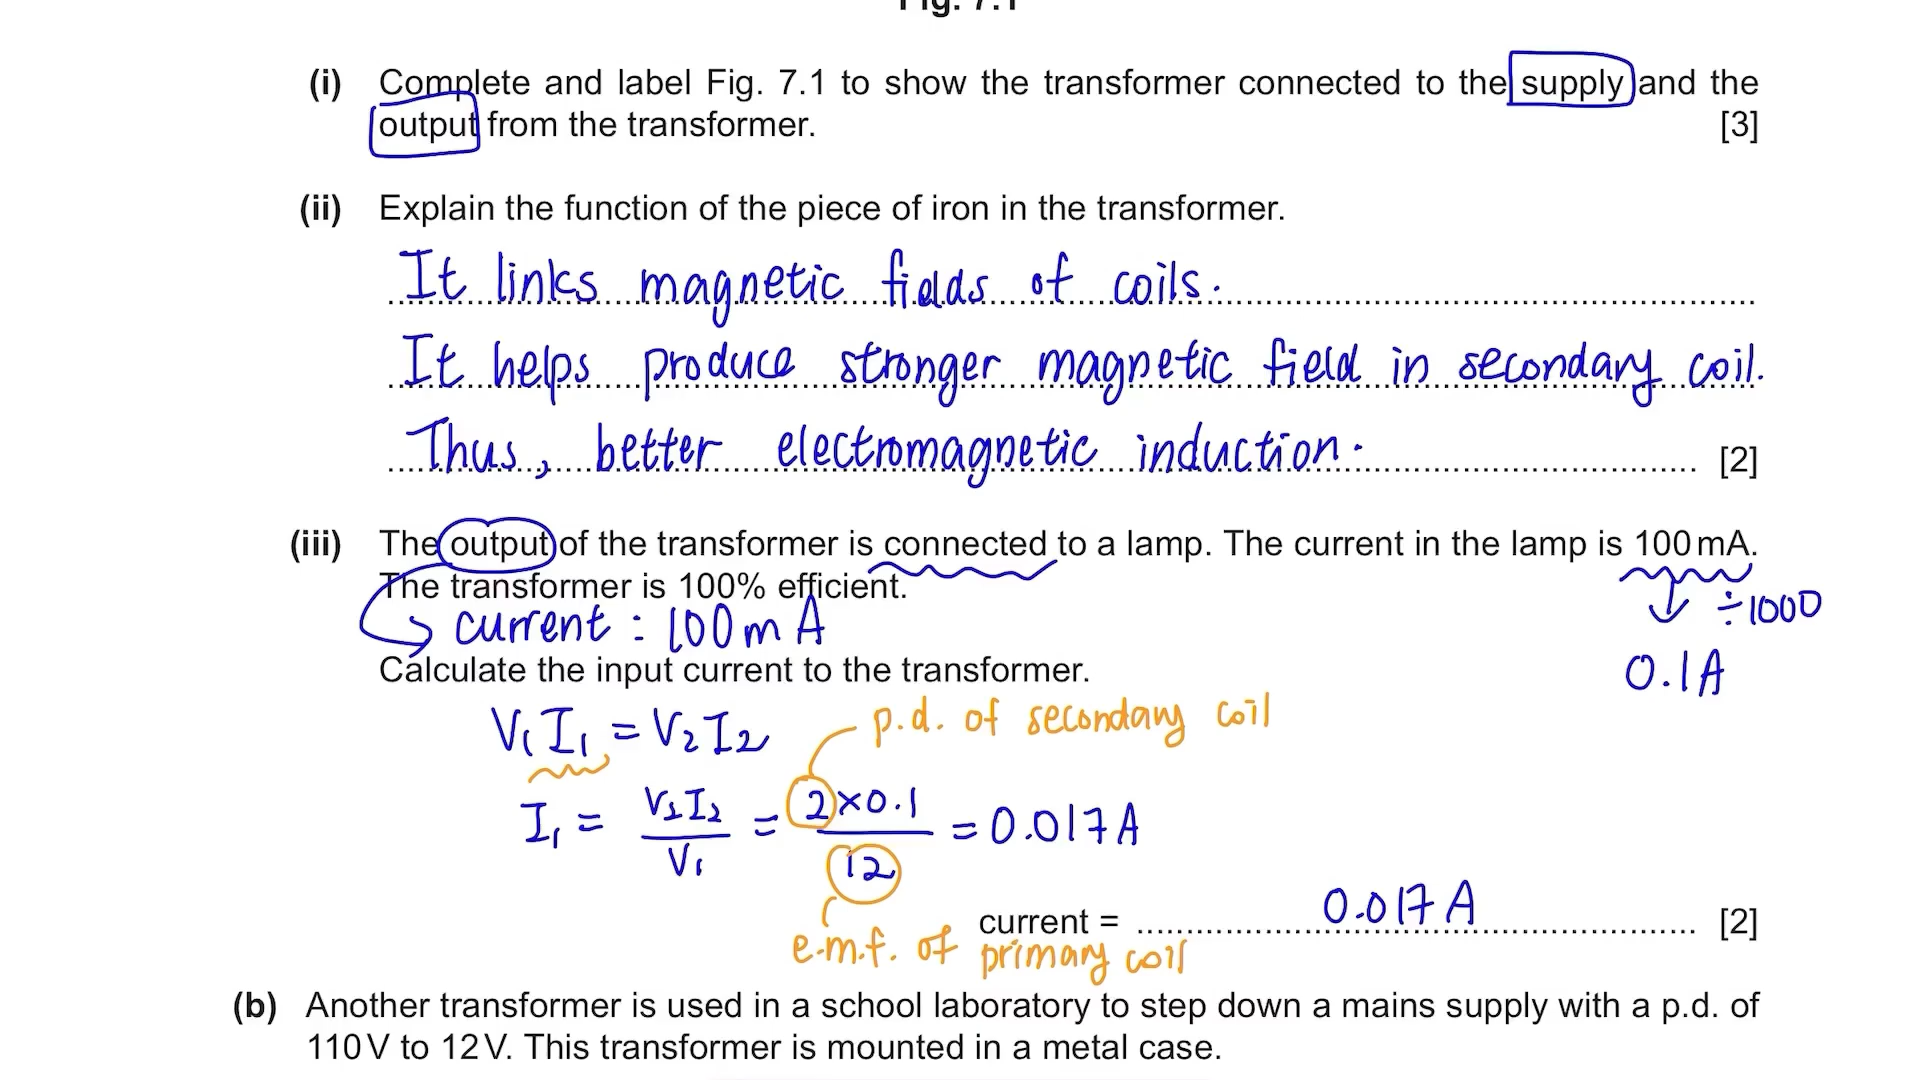 Fig. 7.1
(i) Complete and label Fig. 7.1 to show the transformer connected to the supply and the
output from the transformer. [3]
(ii) Explain the function of the piece of iron in the transformer.
It links magnetic fields of coils.
It helps produce stronger magnetic field in secondary coil.
Thus, better electromagnetic induction. [2]
(iii) The output of the transformer is connected to a lamp. The current in the lamp is 100 mA.
The transformer is 100% efficient.
÷1000
current : 100 m A
Calculate the input current to the transformer.
0.1A
p.d. of secondary coil
V₁I₁ = V₂I₂
I₁ = V₂I₂ / V₁ = 2×0.1 / 12 = 0.017A
current = 0.017 A [2]
e.m.f. of primary coil
(b) Another transformer is used in a school laboratory to step down a mains supply with a p.d. of
110 V to 12 V. This transformer is mounted in a metal case.